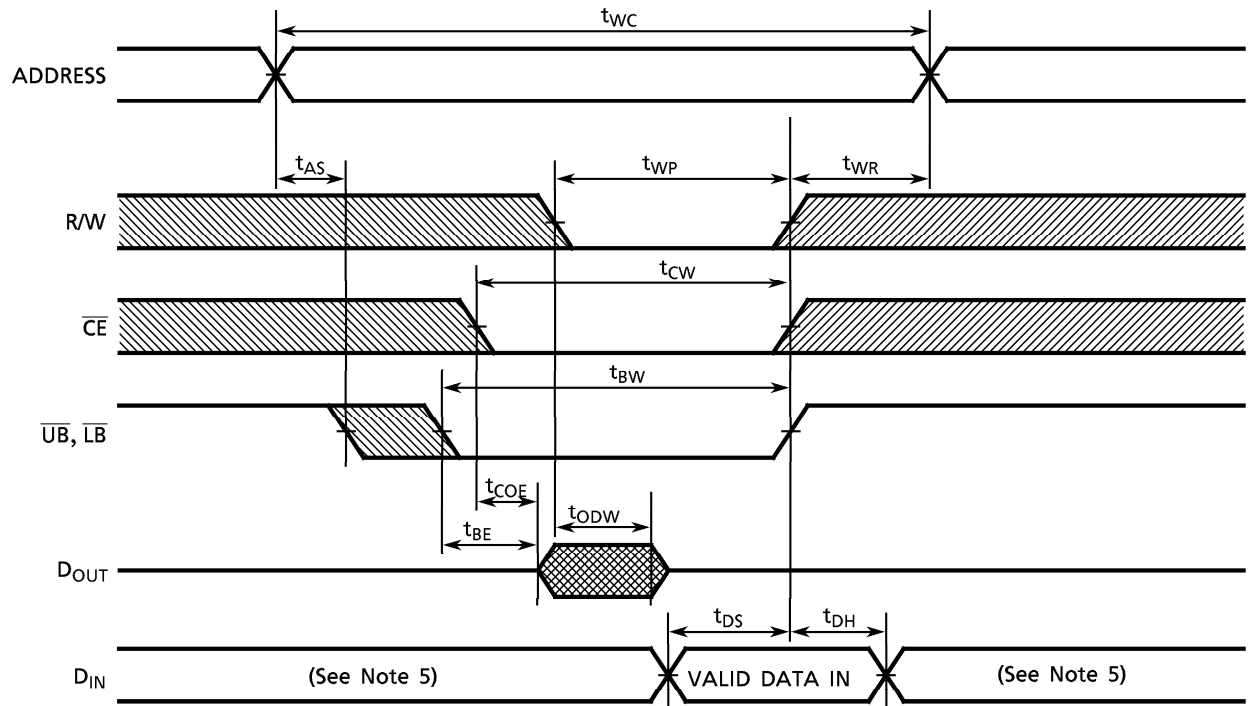 tWC
ADDRESS
tAS
tWP
tWR
R/W
tCW
CE
tBW
UB, LB
tCOE
tODW
tBE
DOUT
tDS
tDH
DIN
(See Note 5)
VALID DATA IN
(See Note 5)